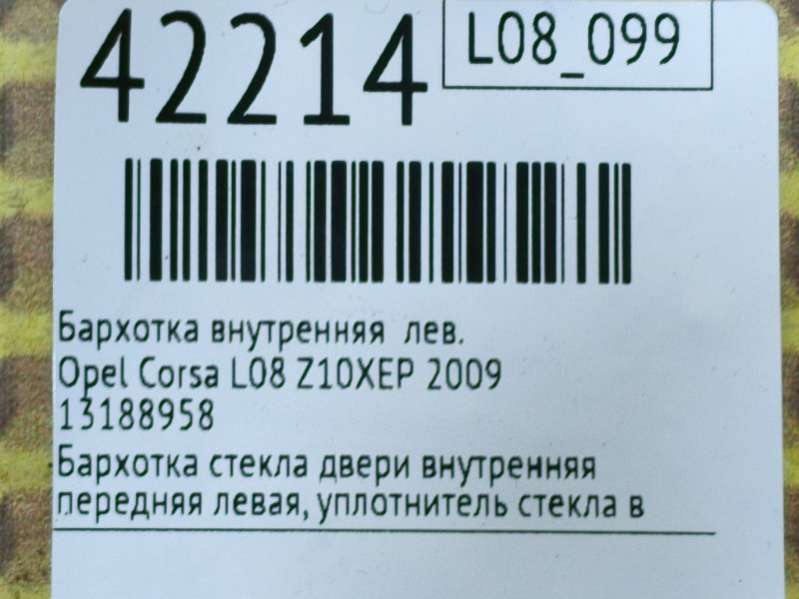 42214
L08_099
Бархотка внутренняя лев.
Opel Corsa L08 Z10XEP 2009
13188958
Бархотка стекла двери внутренняя
передняя левая, уплотнитель стекла в